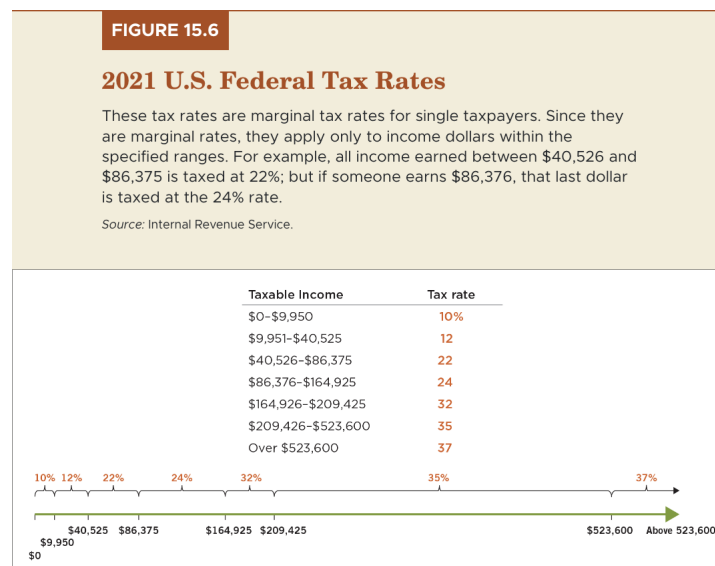 FIGURE 15.6
2021 U.S. Federal Tax Rates
These tax rates are marginal tax rates for single taxpayers. Since they
are marginal rates, they apply only to income dollars within the
specified ranges. For example, all income earned between $40,526 and
$86,375 is taxed at 22%; but if someone earns $86,376, that last dollar
is taxed at the 24% rate.
Source: Internal Revenue Service.
Taxable Income Tax rate
$0–$9,950 10%
$9,951–$40,525 12
$40,526–$86,375 22
$86,376–$164,925 24
$164,926–$209,425 32
$209,426–$523,600 35
Over $523,600 37
10% 12% 22% 24% 32% 35% 37%
$40,525 $86,375 $164,925 $209,425 $523,600 Above 523,600
$9,950
$0